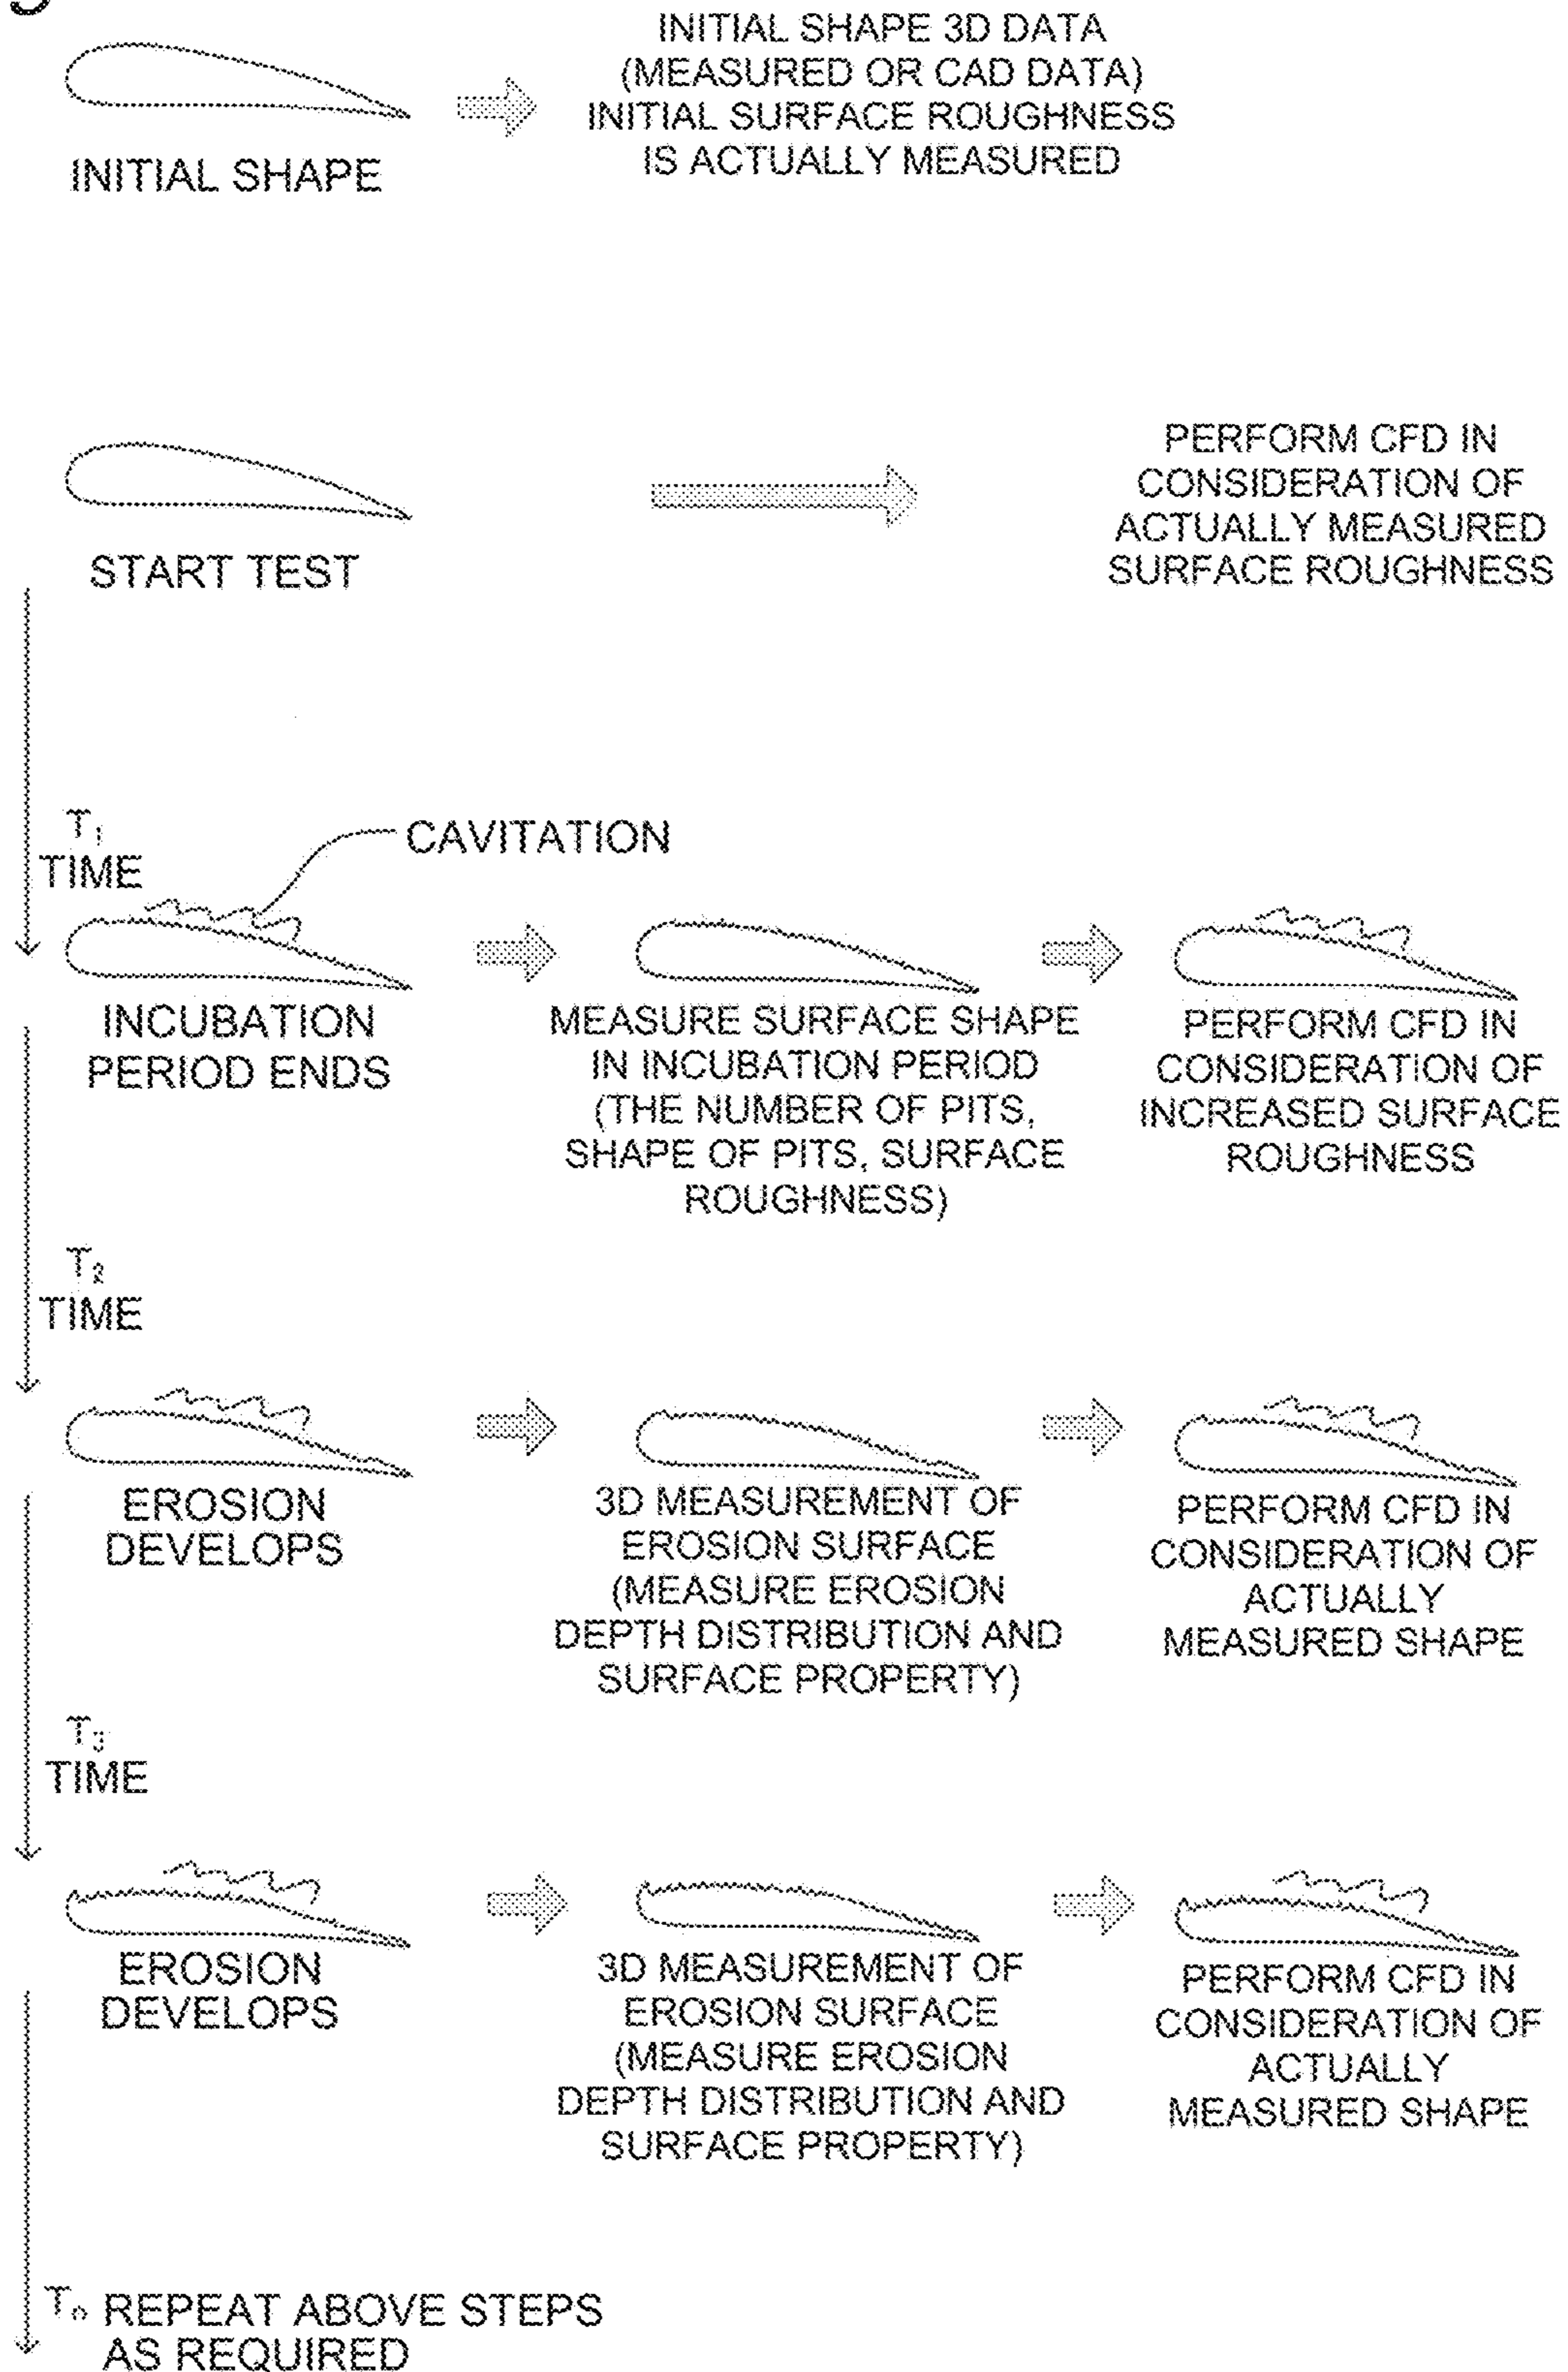 INITIAL SHAPE 3D DATA
(MEASURED OR CAD DATA)
INITIAL SURFACE ROUGHNESS
IS ACTUALLY MEASURED
INITIAL SHAPE
START TEST
PERFORM CFD IN
CONSIDERATION OF
ACTUALLY MEASURED
SURFACE ROUGHNESS
T1
TIME
CAVITATION
INCUBATION
PERIOD ENDS
MEASURE SURFACE SHAPE
IN INCUBATION PERIOD
(THE NUMBER OF PITS,
SHAPE OF PITS, SURFACE
ROUGHNESS)
PERFORM CFD IN
CONSIDERATION OF
INCREASED SURFACE
ROUGHNESS
T2
TIME
EROSION
DEVELOPS
3D MEASUREMENT OF
EROSION SURFACE
(MEASURE EROSION
DEPTH DISTRIBUTION AND
SURFACE PROPERTY)
PERFORM CFD IN
CONSIDERATION OF
ACTUALLY
MEASURED SHAPE
T3
TIME
EROSION
DEVELOPS
3D MEASUREMENT OF
EROSION SURFACE
(MEASURE EROSION
DEPTH DISTRIBUTION AND
SURFACE PROPERTY)
PERFORM CFD IN
CONSIDERATION OF
ACTUALLY
MEASURED SHAPE
Tn REPEAT ABOVE STEPS
AS REQUIRED